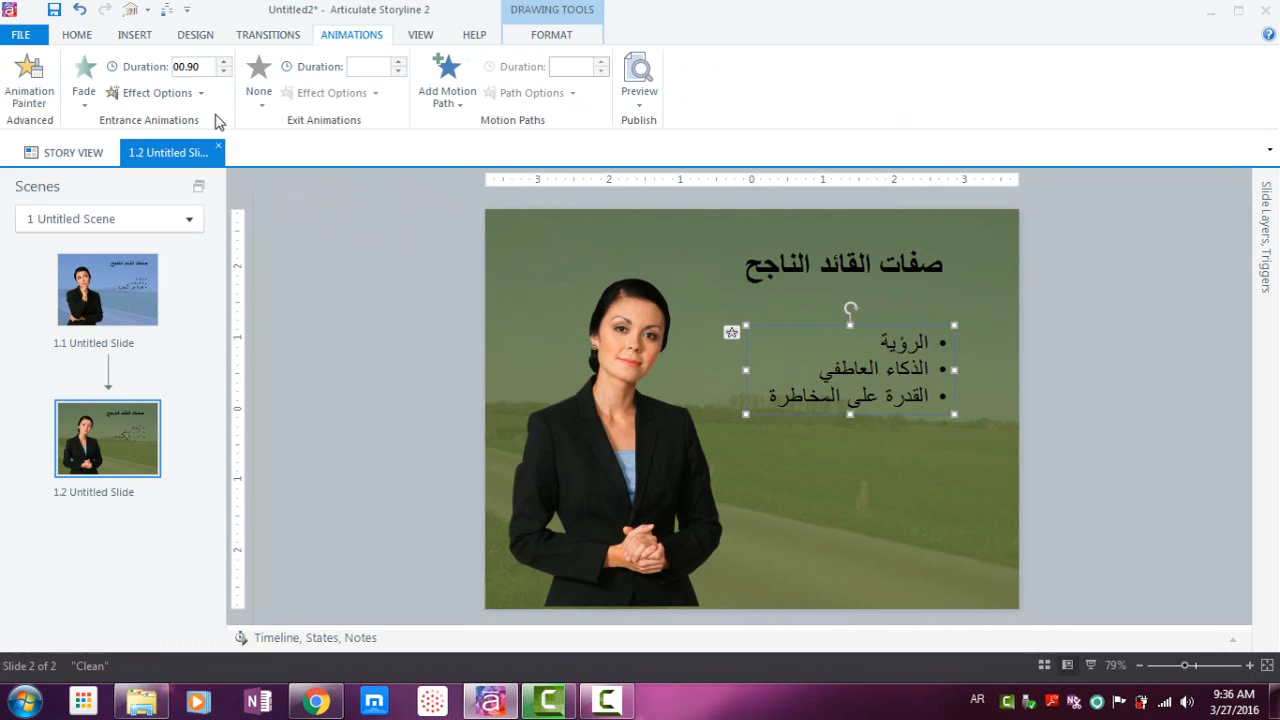 Untitled2* - Articulate Storyline 2
DRAWING TOOLS
FILE
HOME
INSERT
DESIGN
TRANSITIONS
ANIMATIONS
VIEW
HELP
FORMAT
Animation Painter
Advanced
Fade
Duration: 00.90
Effect Options
Entrance Animations
None
Duration:
Effect Options
Exit Animations
Add Motion Path
Duration:
Path Options
Motion Paths
Preview
Publish
STORY VIEW
1.2 Untitled Sli...
Scenes
1 Untitled Scene
1.1 Untitled Slide
1.2 Untitled Slide
صفات القائد الناجح
• الرؤية
• الذكاء العاطفي
• القدرة على المخاطرة
Slide Layers, Triggers
Timeline, States, Notes
Slide 2 of 2
"Clean"
79%
AR
9:36 AM
3/27/2016